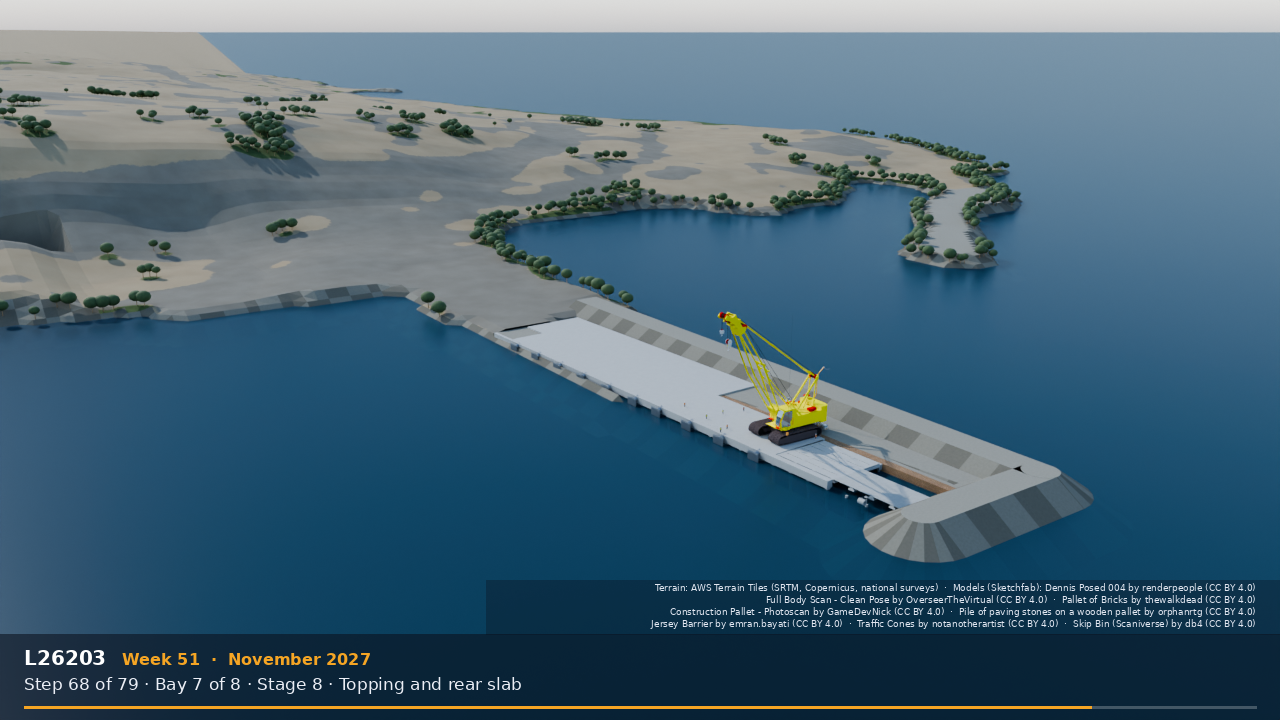 Terrain: AWS Terrain Tiles (SRTM, Copernicus, national surveys)  ·  Models (Sketchfab): Dennis Posed 004 by renderpeople (CC BY 4.0)
Full Body Scan - Clean Pose by OverseerTheVirtual (CC BY 4.0)  ·  Pallet of Bricks by thewalkdead (CC BY 4.0)
Construction Pallet - Photoscan by GameDevNick (CC BY 4.0)  ·  Pile of paving stones on a wooden pallet by orphanrtg (CC BY 4.0)
Jersey Barrier by emran.bayati (CC BY 4.0)  ·  Traffic Cones by notanotherartist (CC BY 4.0)  ·  Skip Bin (Scaniverse) by db4 (CC BY 4.0)
L26203 Week 51 · November 2027
Step 68 of 79 · Bay 7 of 8 · Stage 8 · Topping and rear slab